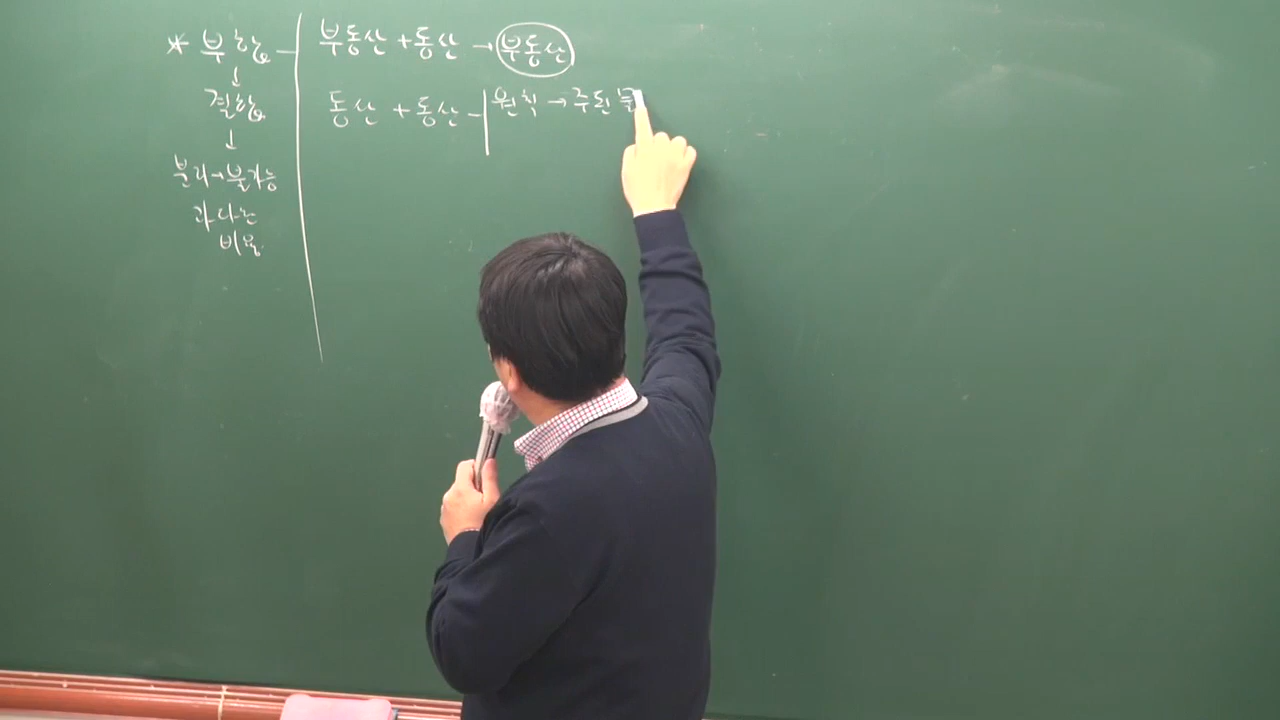 * 부합
↓
결합
↓
분리→불가능
과다는
비용
부동산 + 동산 → 부동산
동산 + 동산 - 원칙 → 주된 물